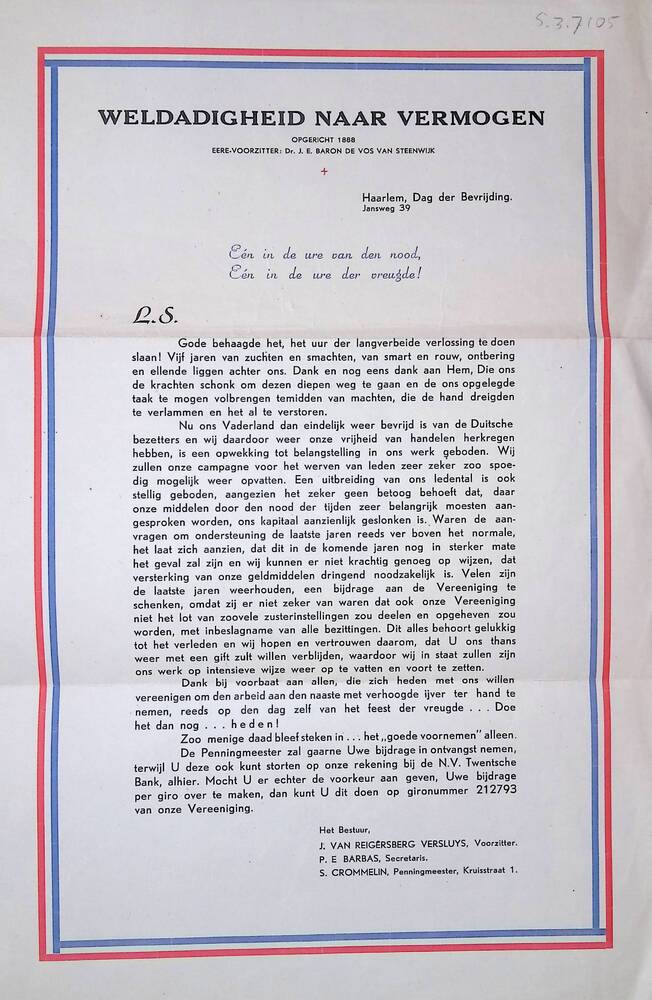 S.3.7105
WELDADIGHEID NAAR VERMOGEN
OPGERICHT 1888
EERE-VOORZITTER: Dr. J. E. BARON DE VOS VAN STEENWIJK
Haarlem, Dag der Bevrijding.
Jansweg 39
Eén in de ure van den nood,
Eén in de ure der vreugde!
L.S.
Gode behaagde het, het uur der langverbeide verlossing te doen
slaan! Vijf jaren van zuchten en smachten, van smart en rouw, ontbering
en ellende liggen achter ons. Dank en nog eens dank aan Hem, Die ons
de krachten schonk om dezen diepen weg te gaan en de ons opgelegde
taak te mogen volbrengen temidden van machten, die de hand dreigden
te verlammen en het al te verstoren.
Nu ons Vaderland dan eindelijk weer bevrijd is van de Duitsche
bezetters en wij daardoor weer onze vrijheid van handelen herkregen
hebben, is een opwekking tot belangstelling in ons werk geboden. Wij
zullen onze campagne voor het werven van leden zeer zeker zoo spoe-
dig mogelijk weer opvatten. Een uitbreiding van ons ledental is ook
stellig geboden, aangezien het zeker geen betoog behoeft dat, daar
onze middelen door den nood der tijden zeer belangrijk moesten aan-
gesproken worden, ons kapitaal aanzienlijk geslonken is. Waren de aan-
vragen om ondersteuning de laatste jaren reeds ver boven het normale,
het laat zich aanzien, dat dit in de komende jaren nog in sterker mate
het geval zal zijn en wij kunnen er niet krachtig genoeg op wijzen, dat
versterking van onze geldmiddelen dringend noodzakelijk is. Velen zijn
de laatste jaren weerhouden, een bijdrage aan de Vereeniging te
schenken, omdat zij er niet zeker van waren dat ook onze Vereeniging
niet het lot van zoovele zusterinstellingen zou deelen en opgeheven zou
worden, met inbeslagname van alle bezittingen. Dit alles behoort gelukkig
tot het verleden en wij hopen en vertrouwen daarom, dat U ons thans
weer met een gift zult willen verblijden, waardoor wij in staat zullen zijn
ons werk op intensieve wijze weer op te vatten en voort te zetten.
Dank bij voorbaat aan allen, die zich heden met ons willen
vereenigen om den arbeid aan den naaste met verhoogde ijver ter hand te
nemen, reeds op den dag zelf van het feest der vreugde . . . Doe
het dan nog . . . heden!
Zoo menige daad bleef steken in . . . het „goede voornemen" alleen.
De Penningmeester zal gaarne Uwe bijdrage in ontvangst nemen,
terwijl U deze ook kunt storten op onze rekening bij de N.V. Twentsche
Bank, alhier. Mocht U er echter de voorkeur aan geven, Uwe bijdrage
per giro over te maken, dan kunt U dit doen op gironummer 212793
van onze Vereeniging.
Het Bestuur,
J. VAN REIGERSBERG VERSLUYS, Voorzitter.
P. E BARBAS, Secretaris.
S. CROMMELIN, Penningmeester, Kruisstraat 1.